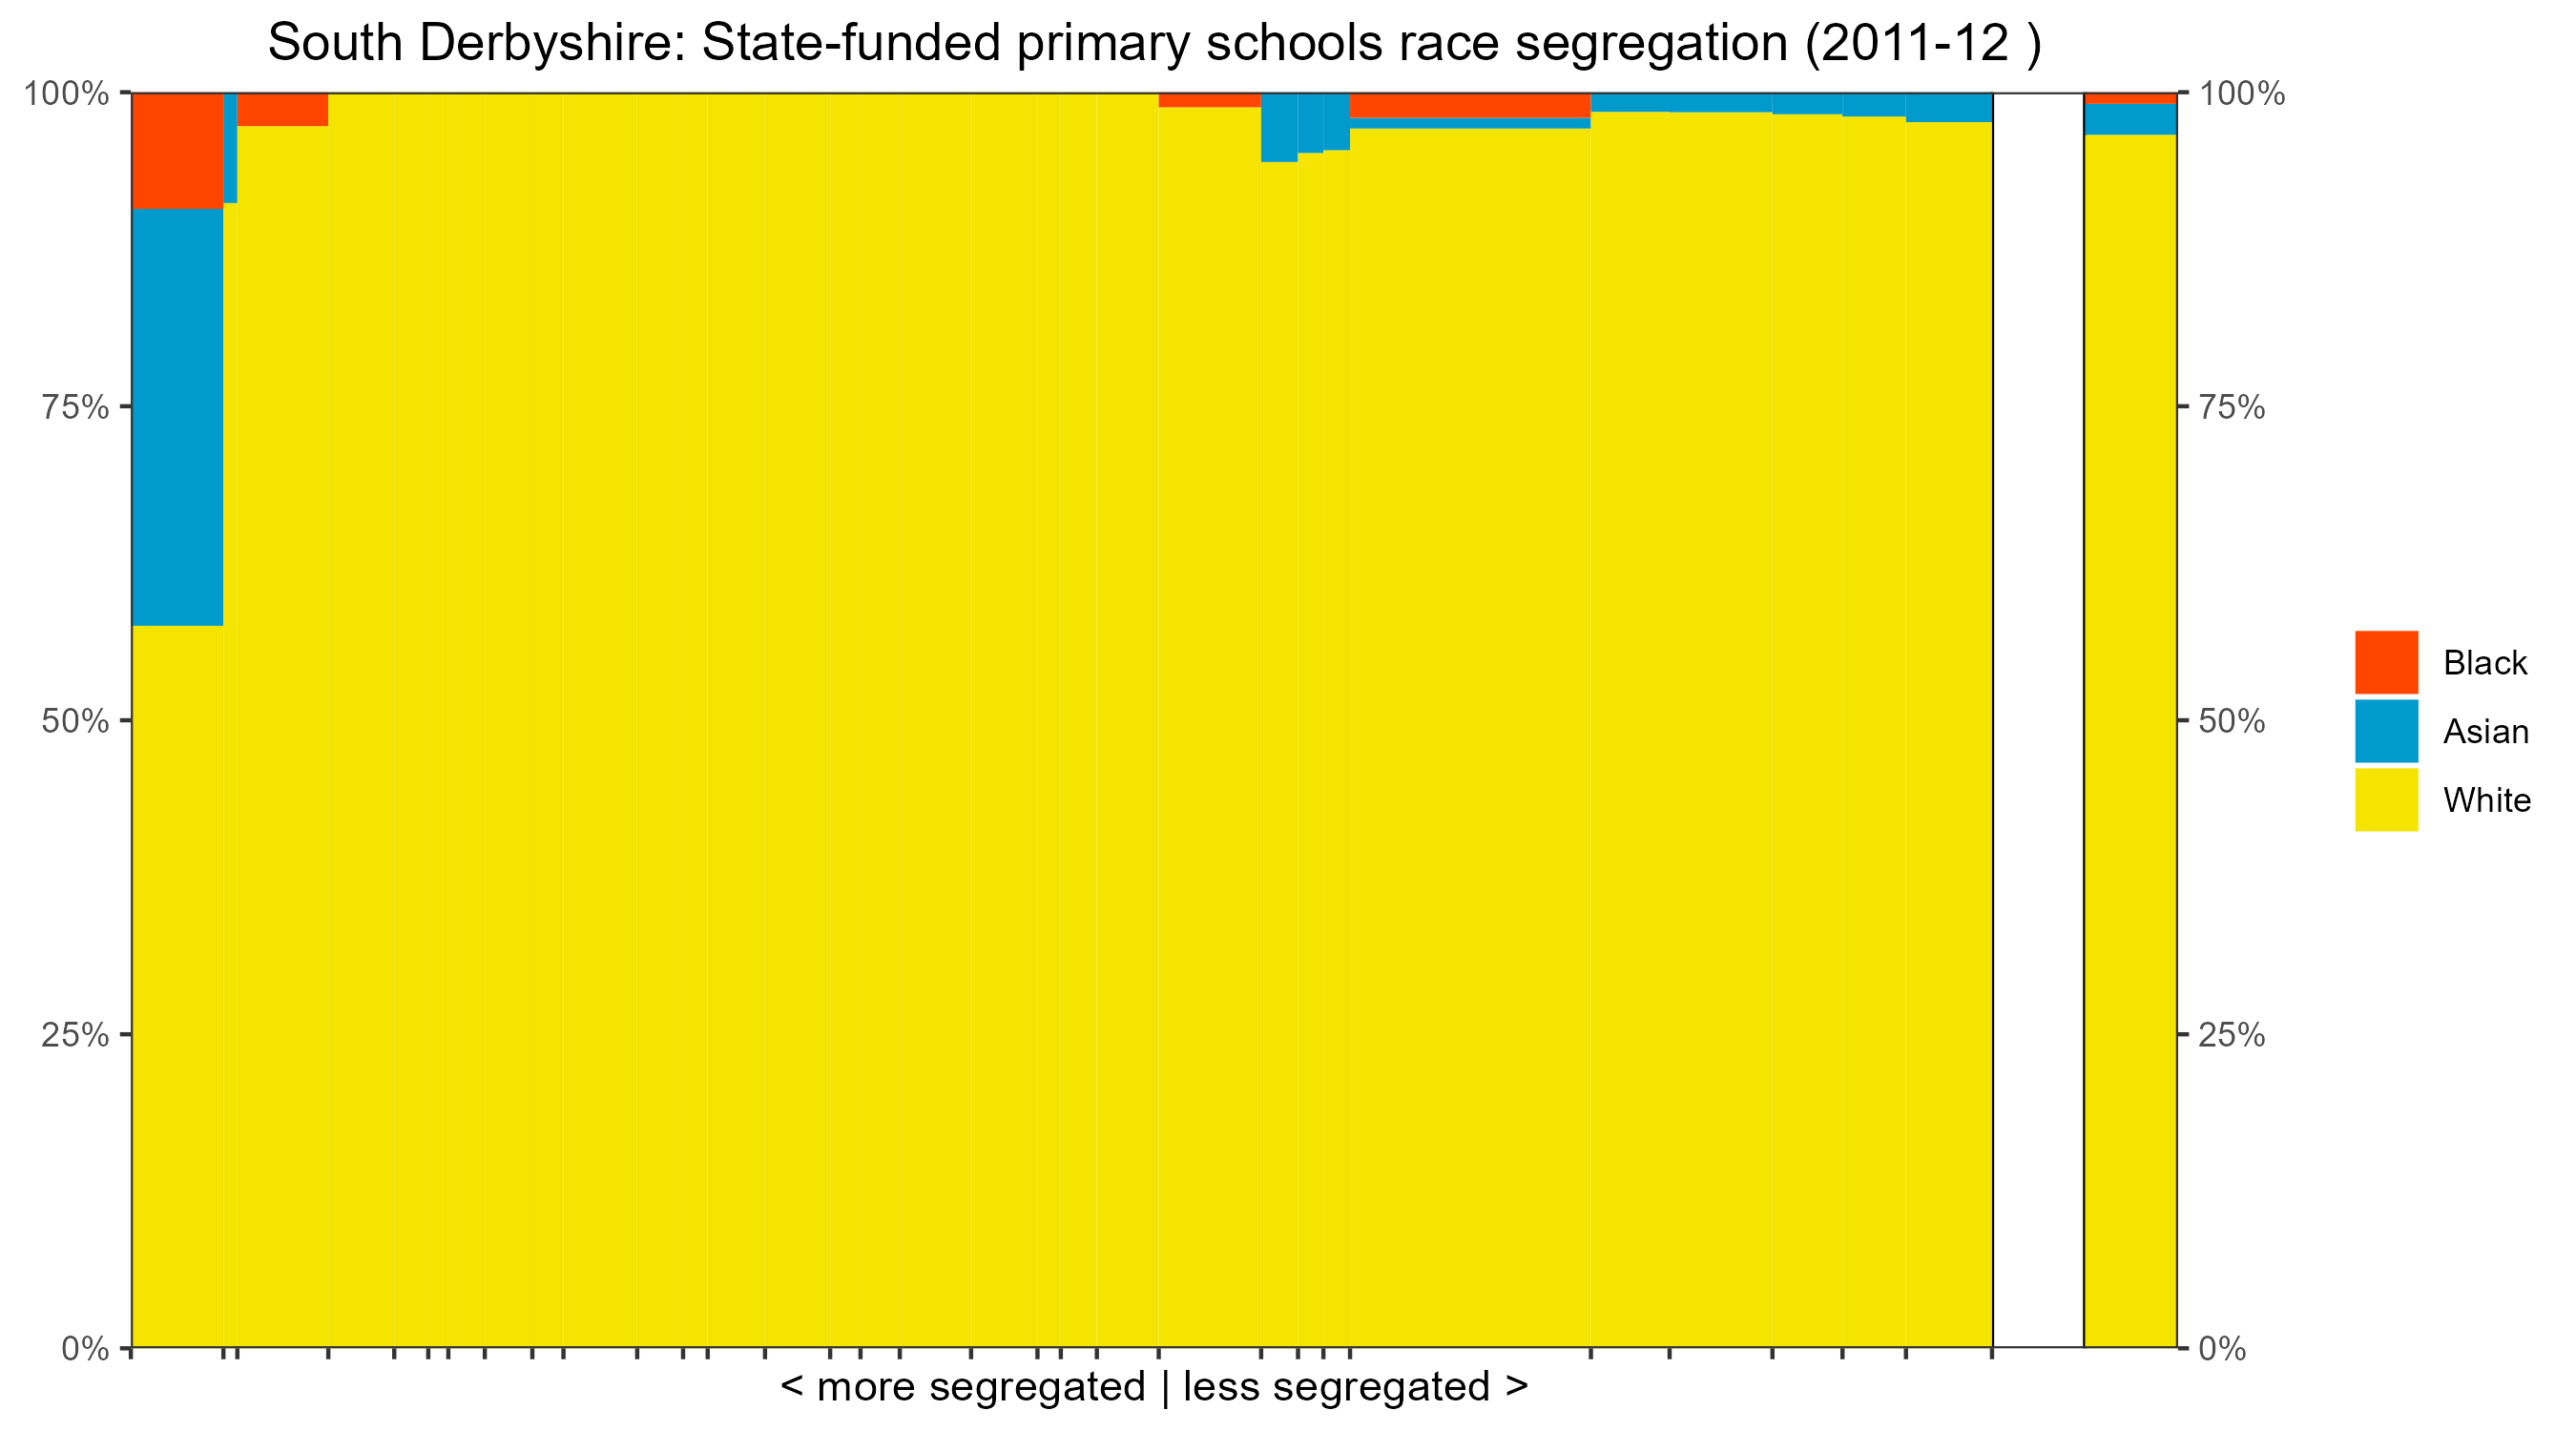 South Derbyshire: State-funded primary schools race segregation (2011-12 )
100%
75%
50%
25%
0%
100%
75%
50%
25%
0%
< more segregated | less segregated >
Black
Asian
White